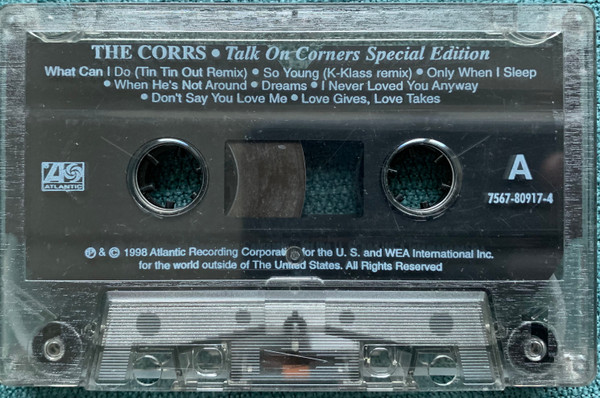 THE CORRS • Talk On Corners Special Edition
What Can I Do (Tin Tin Out Remix) • So Young (K-Klass remix) • Only When I Sleep
• When He's Not Around • Dreams • I Never Loved You Anyway
• Don't Say You Love Me • Love Gives, Love Takes
ATLANTIC
A
7567-80917-4
℗ & © 1998 Atlantic Recording Corporation for the U. S. and WEA International Inc.
for the world outside of The United States. All Rights Reserved